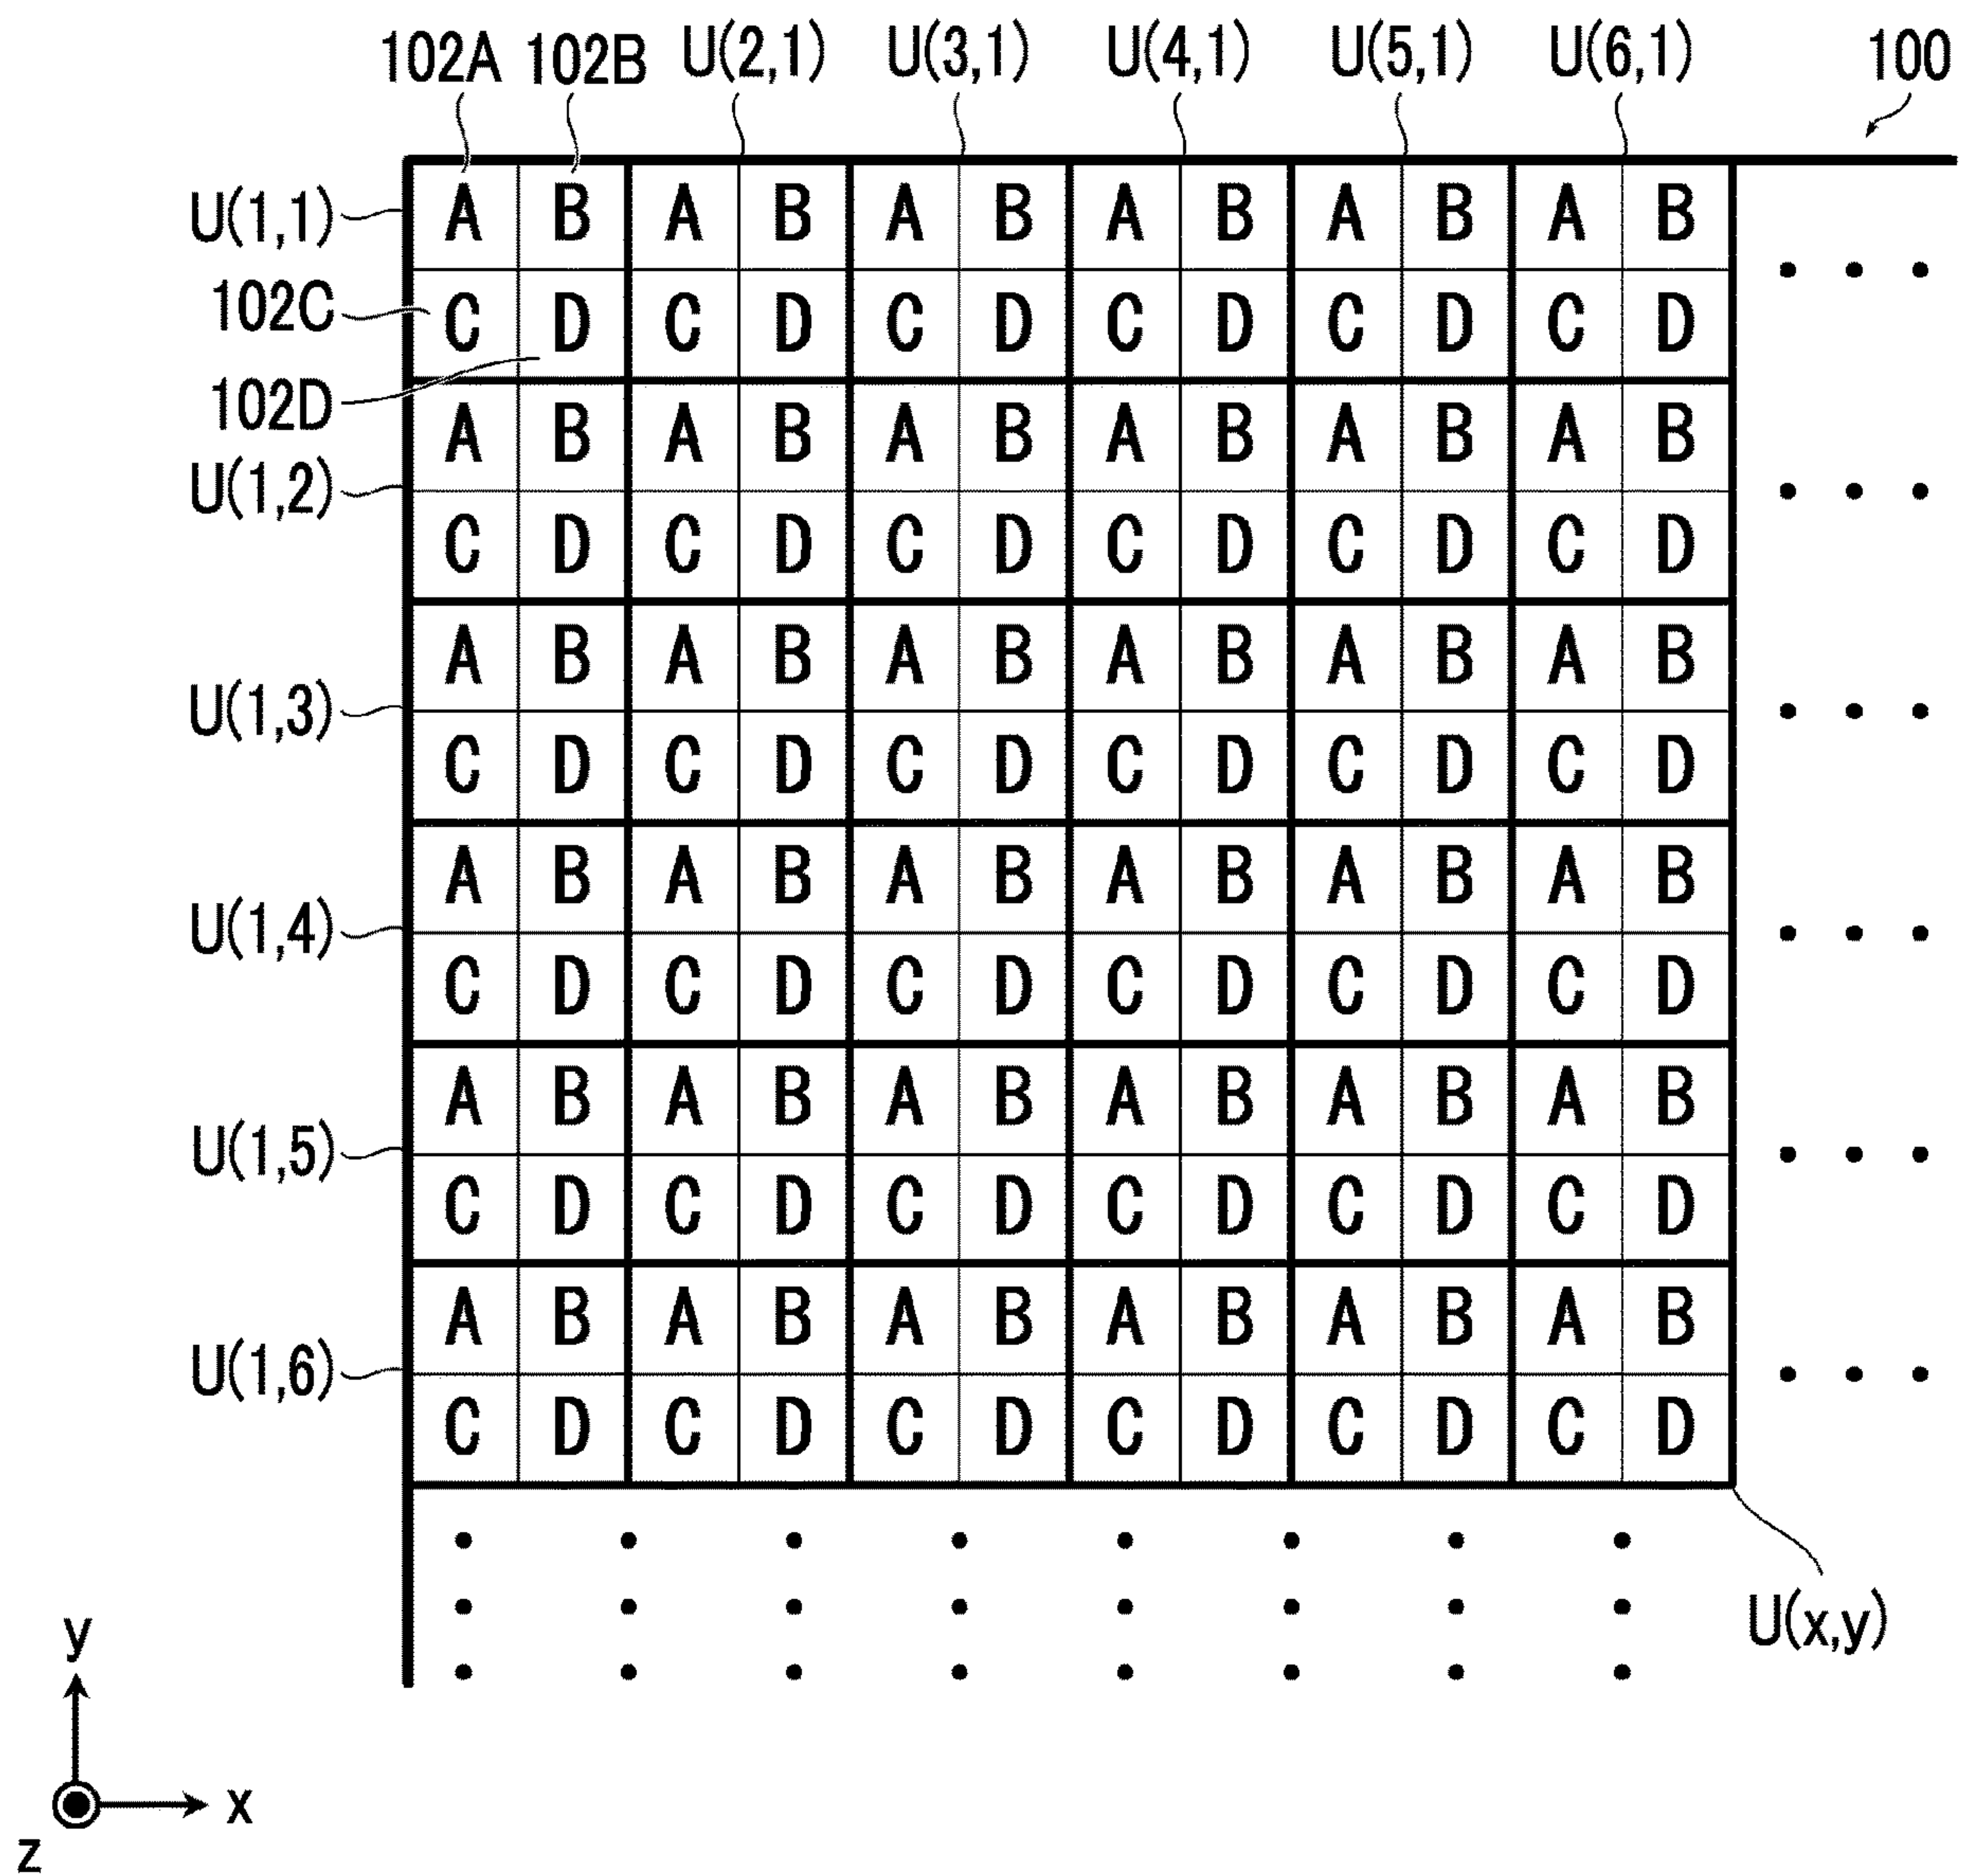 102A 102B U(2,1) U(3,1) U(4,1) U(5,1) U(6,1) 100
U(1,1) A B A B A B A B A B A B
102C C D C D C D C D C D C D
102D
A B A B A B A B A B A B
U(1,2)
C D C D C D C D C D C D
A B A B A B A B A B A B
U(1,3)
C D C D C D C D C D C D
A B A B A B A B A B A B
U(1,4)
C D C D C D C D C D C D
A B A B A B A B A B A B
U(1,5)
C D C D C D C D C D C D
A B A B A B A B A B A B
U(1,6)
C D C D C D C D C D C D
U(x,y)
y
x
z